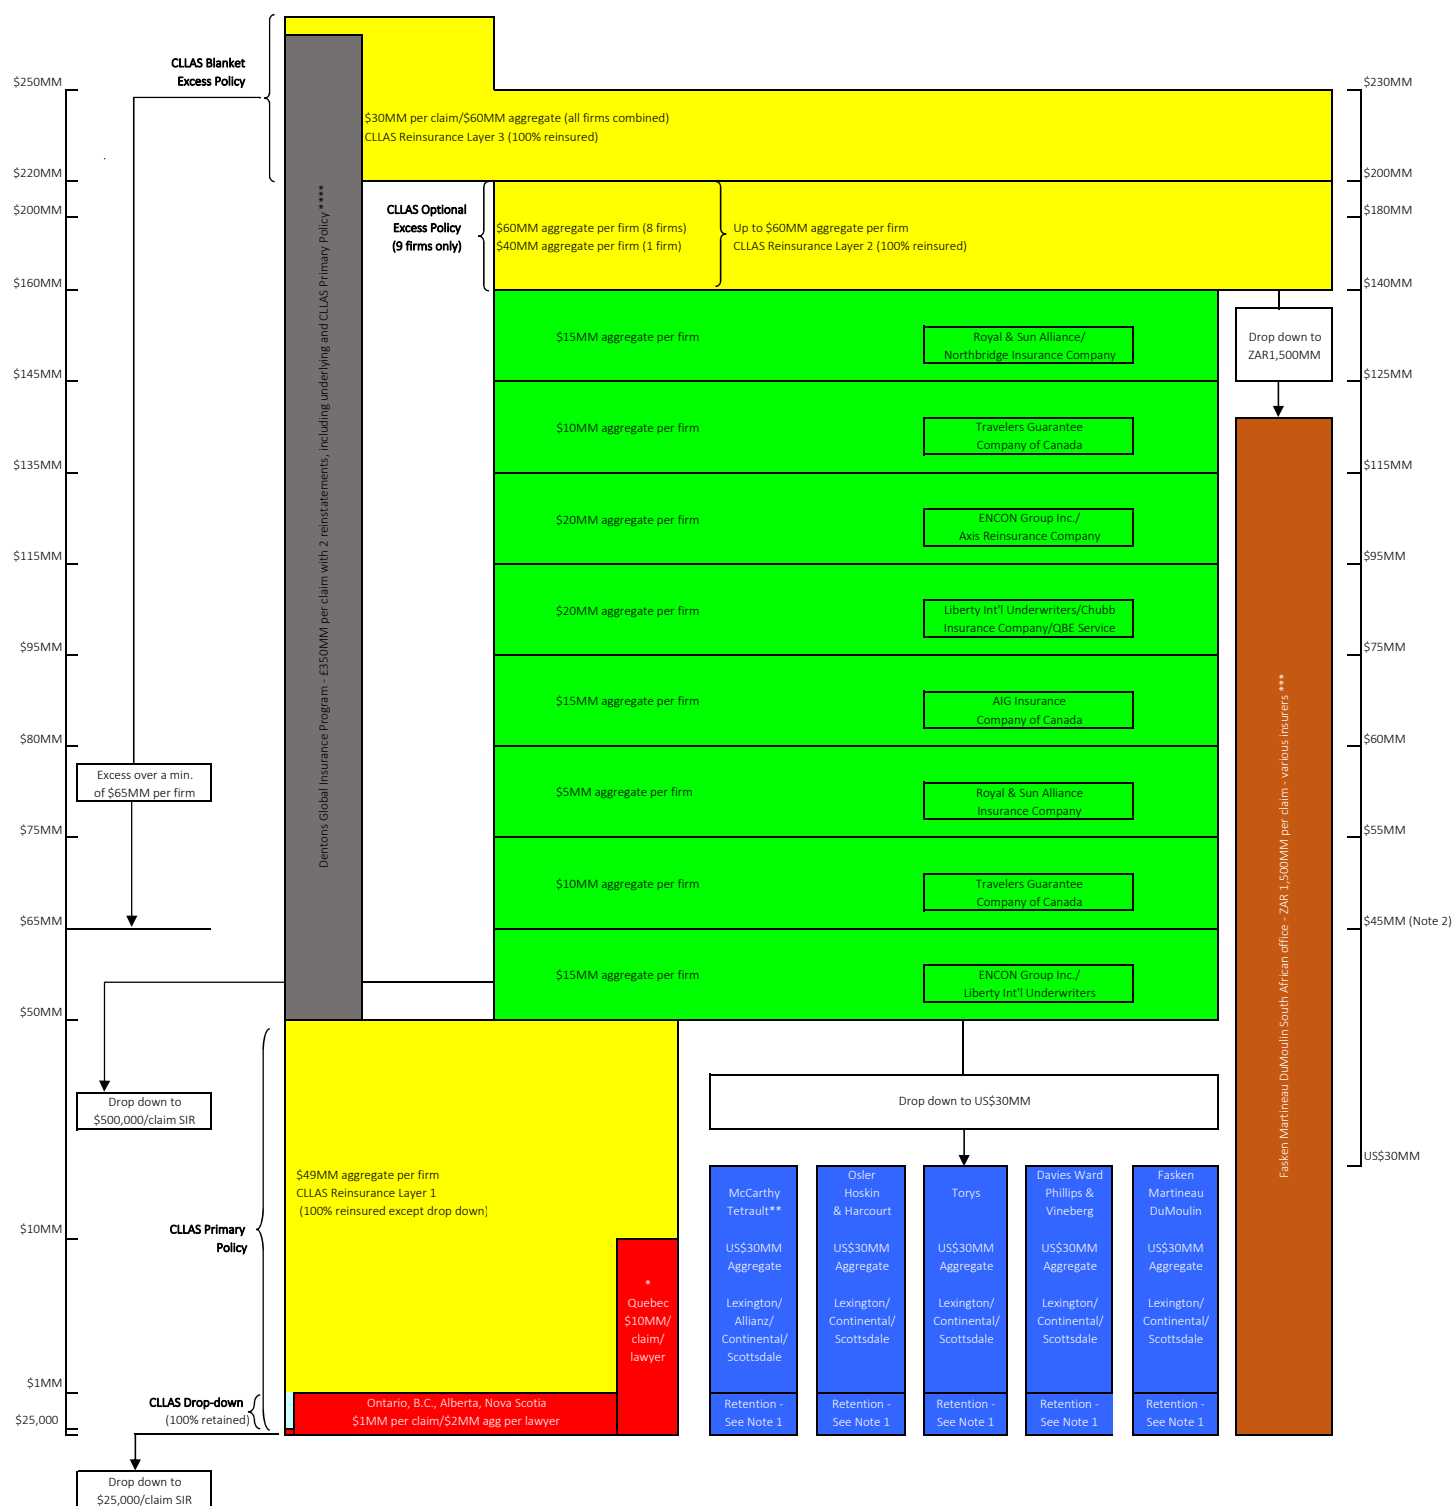 CLLAS Blanket
Excess Policy
$250MM
$220MM
$200MM
$160MM
$145MM
$135MM
$115MM
$95MM
$80MM
$75MM
$65MM
$50MM
$10MM
$1MM
$25,000
Excess over a min.
of $65MM per firm
Drop down to
$500,000/claim SIR
CLLAS Primary
Policy
CLLAS Drop-down
(100% retained)
Drop down to
$25,000/claim SIR
Dentons Global Insurance Program - £350MM per claim with 2 reinstatements, including underlying and CLLAS Primary Policy ****
$30MM per claim/$60MM aggregate (all firms combined)
CLLAS Reinsurance Layer 3 (100% reinsured)
CLLAS Optional
Excess Policy
(9 firms only)
$60MM aggregate per firm (8 firms)
$40MM aggregate per firm (1 firm)
Up to $60MM aggregate per firm
CLLAS Reinsurance Layer 2 (100% reinsured)
$15MM aggregate per firm
Royal & Sun Alliance/
Northbridge Insurance Company
$10MM aggregate per firm
Travelers Guarantee
Company of Canada
$20MM aggregate per firm
ENCON Group Inc./
Axis Reinsurance Company
$20MM aggregate per firm
Liberty Int'l Underwriters/Chubb
Insurance Company/QBE Service
$15MM aggregate per firm
AIG Insurance
Company of Canada
$5MM aggregate per firm
Royal & Sun Alliance
Insurance Company
$10MM aggregate per firm
Travelers Guarantee
Company of Canada
$15MM aggregate per firm
ENCON Group Inc./
Liberty Int'l Underwriters
$49MM aggregate per firm
CLLAS Reinsurance Layer 1
(100% reinsured except drop down)
*
Quebec
$10MM/
claim/
lawyer
Ontario, B.C., Alberta, Nova Scotia
$1MM per claim/$2MM agg per lawyer
Drop down to US$30MM
McCarthy
Tetrault**
US$30MM
Aggregate
Lexington/
Allianz/
Continental/
Scottsdale
Retention -
See Note 1
Osler
Hoskin
& Harcourt
US$30MM
Aggregate
Lexington/
Continental/
Scottsdale
Retention -
See Note 1
Torys
US$30MM
Aggregate
Lexington/
Continental/
Scottsdale
Retention -
See Note 1
Davies Ward
Phillips &
Vineberg
US$30MM
Aggregate
Lexington/
Continental/
Scottsdale
Retention -
See Note 1
Fasken
Martineau
DuMoulin
US$30MM
Aggregate
Lexington/
Continental/
Scottsdale
Retention -
See Note 1
Drop down to
ZAR1,500MM
Fasken Martineau DuMoulin South African office - ZAR 1,500MM per claim - various insurers ***
$230MM
$200MM
$180MM
$140MM
$125MM
$115MM
$95MM
$75MM
$60MM
$55MM
$45MM (Note 2)
US$30MM